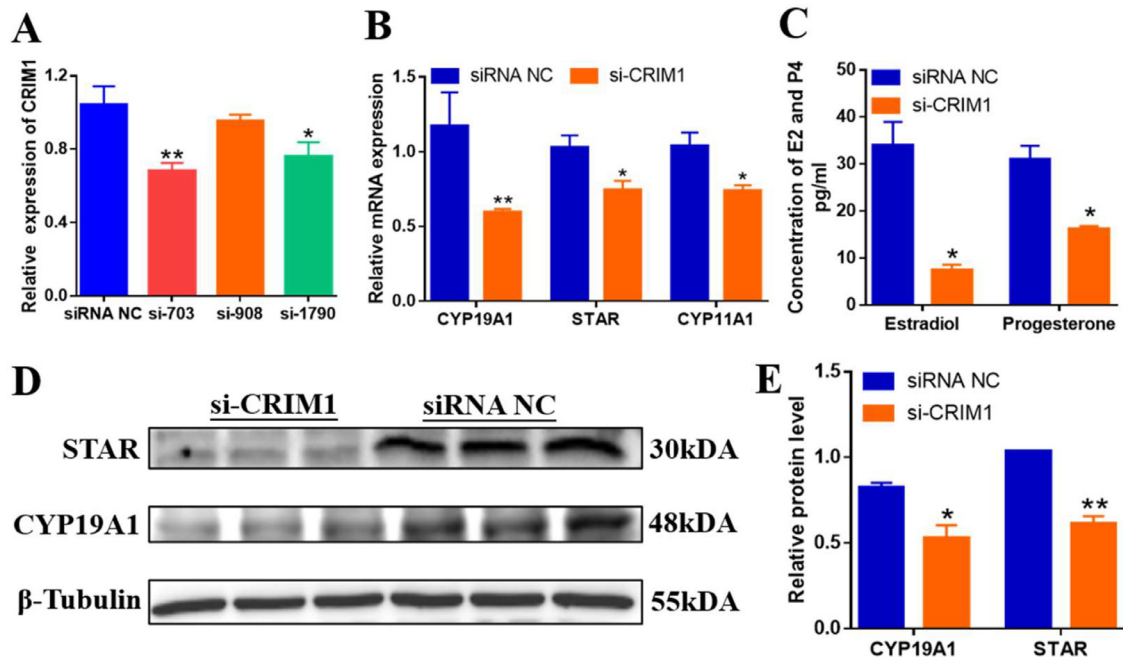 A
Relative expression of CRIM1
1.2
0.8
0.4
0.0
**
*
siRNA NC si-703 si-908 si-1790
B
siRNA NC si-CRIM1
Relative mRNA expression
1.5
1.0
0.5
0.0
**
*
*
CYP19A1 STAR CYP11A1
C
siRNA NC
si-CRIM1
Concentration of E2 and P4
pg/ml
50
40
30
20
10
0
*
*
Estradiol Progesterone
D
si-CRIM1 siRNA NC
STAR 30kDA
CYP19A1 48kDA
β-Tubulin 55kDA
E
siRNA NC
si-CRIM1
Relative protein level
1.5
1.0
0.5
0.0
*
**
CYP19A1 STAR